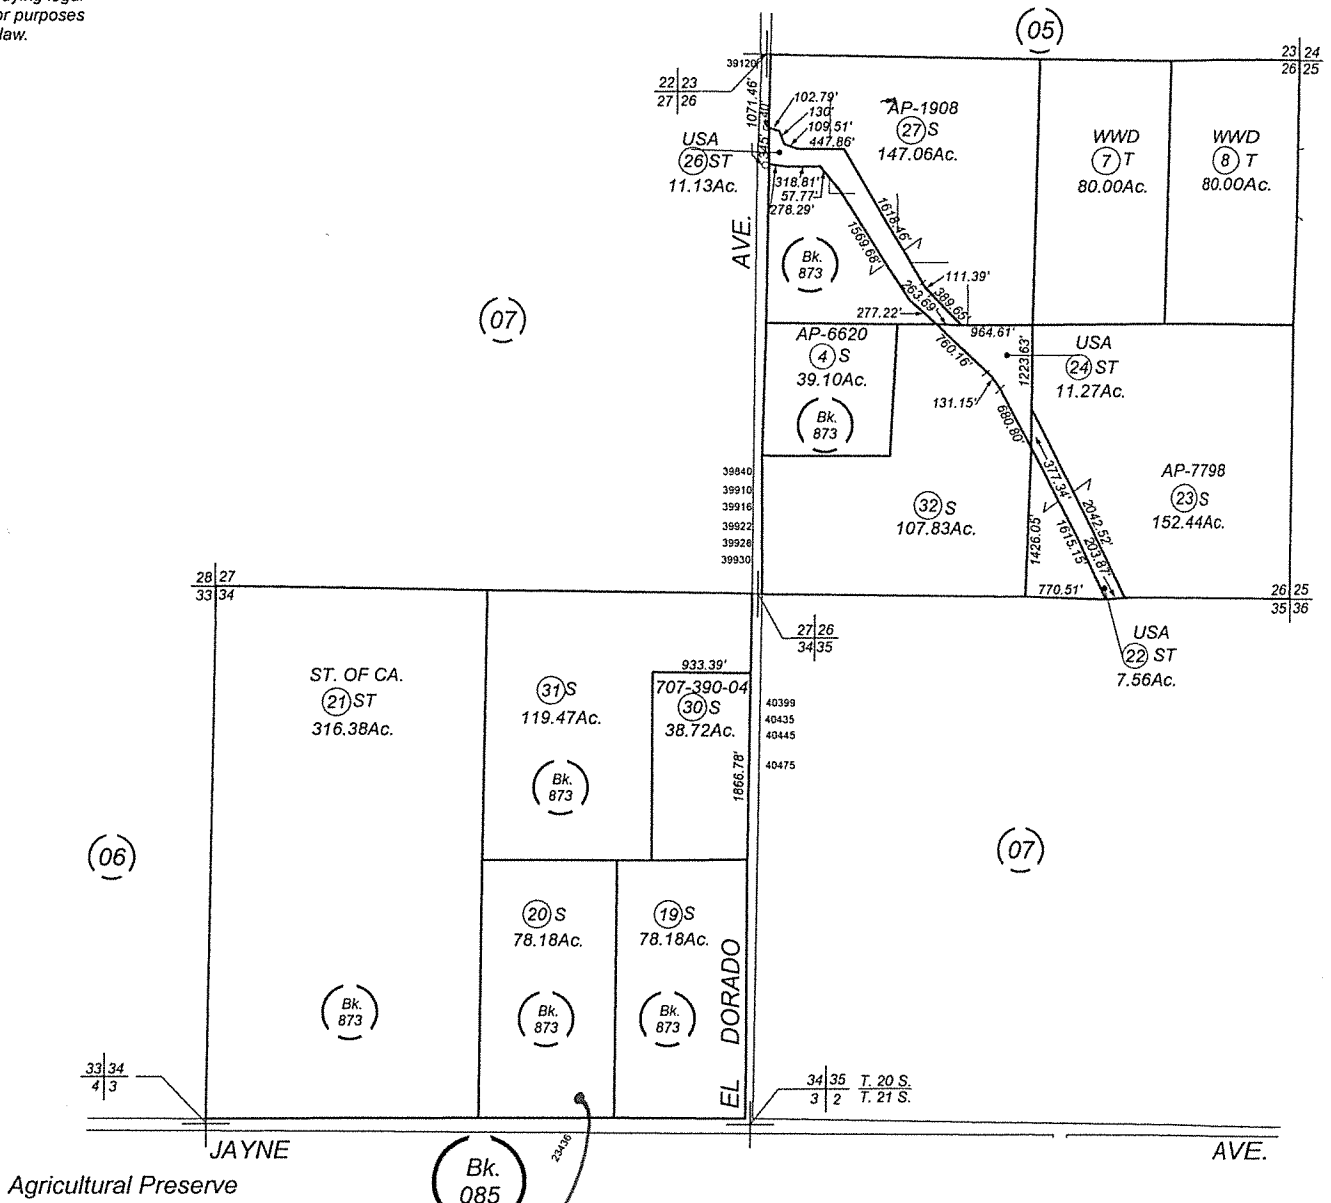 ying legal
or purposes
law.
(05)
23 24
26 25
39120
22 23
27 26
1071.46'
40'
102.79'
130'
109.51'
447.86'
AP-1908
27 S
147.06Ac.
WWD
7 T
80.00Ac.
WWD
8 T
80.00Ac.
USA
26 ST
11.13Ac.
345'
318.81'
57.77'
278.29'
1618.46'
1569.68'
AVE.
Bk.
873
111.39'
389.65'
263.69'
277.22'
964.61'
(07)
AP-6620
4 S
39.10Ac.
Bk.
873
760.16'
1223.63'
USA
24 ST
11.27Ac.
131.15'
680.80'
39840
39910
39916
39922
39926
39930
32 S
107.83Ac.
377.34'
2042.52'
AP-7798
23 S
152.44Ac.
1426.05'
1615.15'
203.87'
770.51'
28 27
33 34
26 25
35 36
27 26
34 35
USA
22 ST
7.56Ac.
ST. OF CA.
21 ST
316.38Ac.
31 S
119.47Ac.
933.39'
707-390-04
30 S
38.72Ac.
40399
40435
40445
40475
1866.78'
Bk.
873
(06)
(07)
20 S
78.18Ac.
19 S
78.18Ac.
EL DORADO
Bk.
873
Bk.
873
Bk.
873
33 34
4 3
34 35
3 2
T. 20 S.
T. 21 S.
JAYNE
AVE.
23436
Bk.
085
Agricultural Preserve